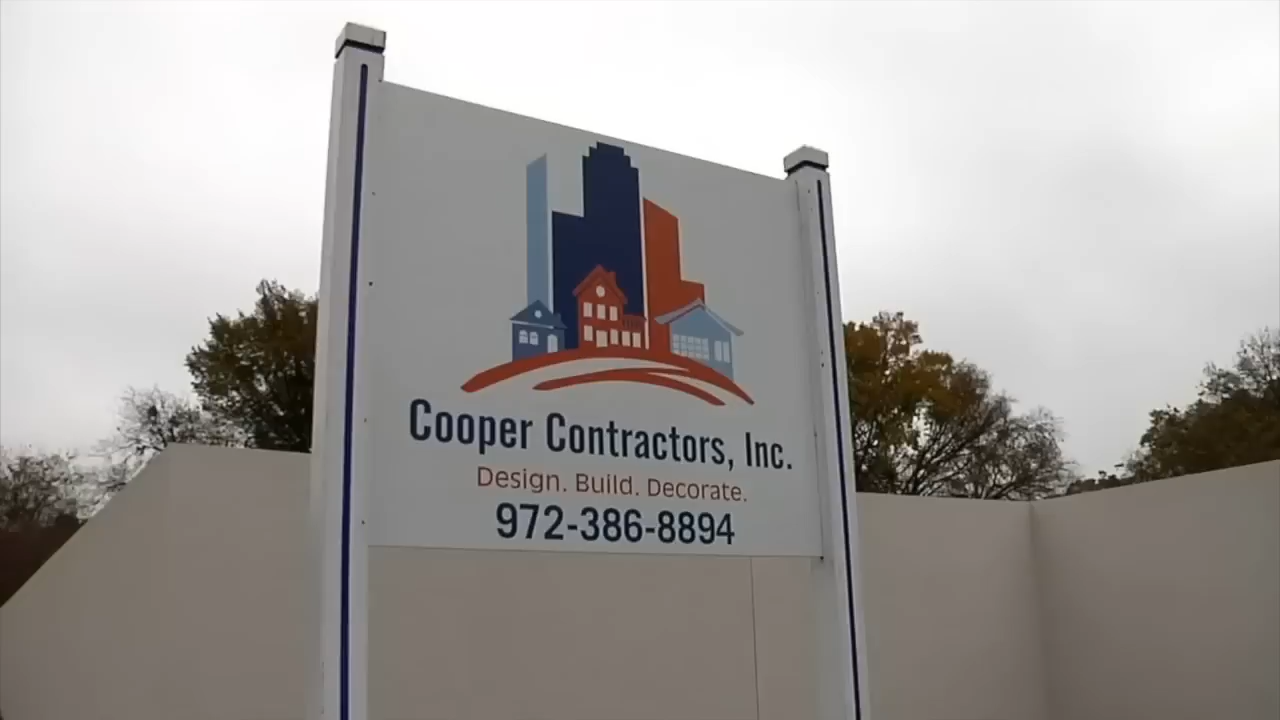 Cooper Contractors, Inc.
Design. Build. Decorate.
972-386-8894